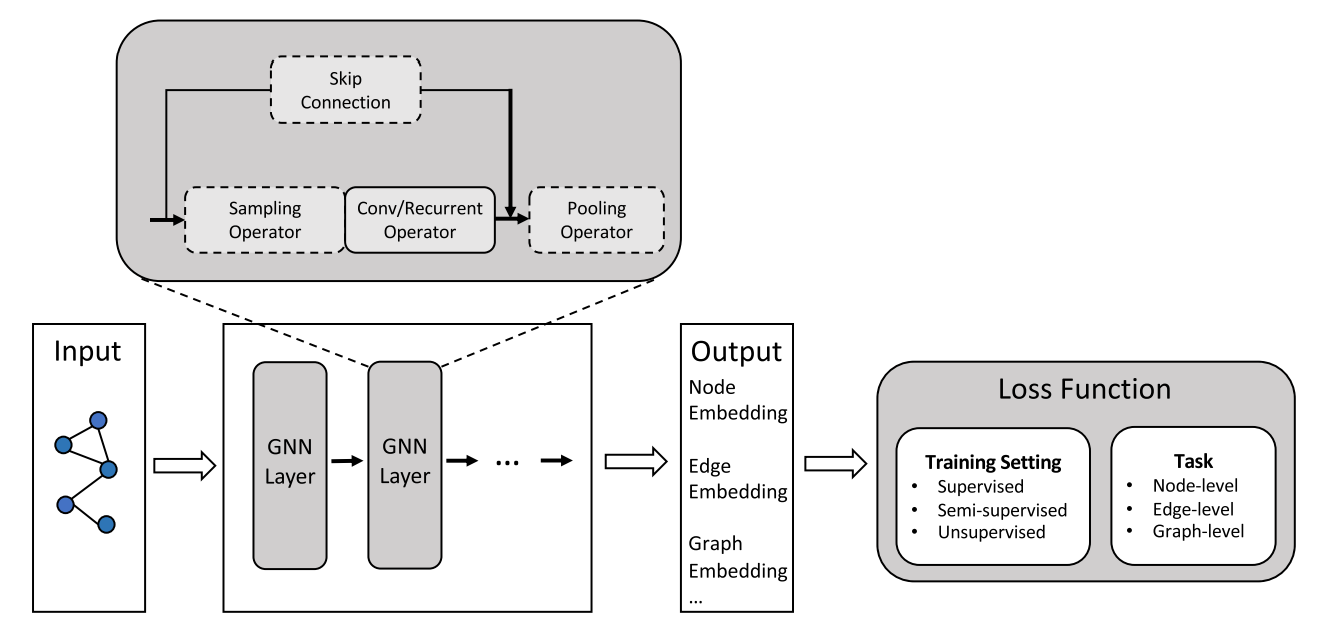 Skip
Connection
Sampling
Operator
Conv/Recurrent
Operator
Pooling
Operator
Input
GNN
Layer
GNN
Layer
...
Output
Node
Embedding
Edge
Embedding
Graph
Embedding
...
Loss Function
Training Setting
• Supervised
• Semi-supervised
• Unsupervised
Task
• Node-level
• Edge-level
• Graph-level